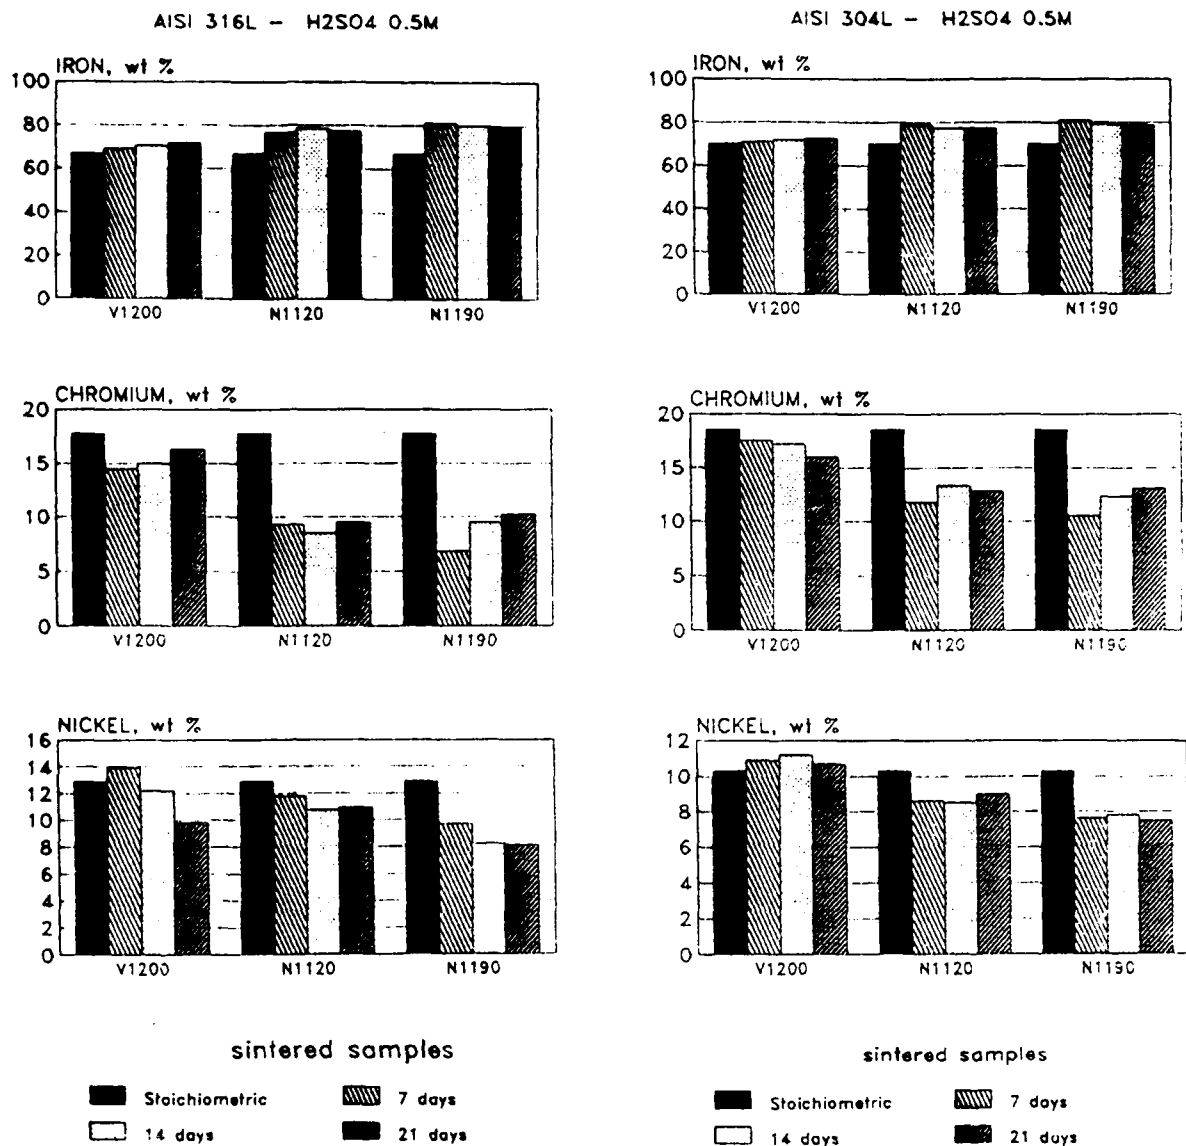 AISI 316L - H2SO4 0.5M
IRON, wt %
100
80
60
40
20
0
V1200 N1120 N1190
CHROMIUM, wt %
20
15
10
5
0
V1200 N1120 N1190
NICKEL, wt %
16
14
12
10
8
6
4
2
0
V1200 N1120 N1190
sintered samples
Stoichiometric 7 days
14 days 21 days
AISI 304L - H2SO4 0.5M
IRON, wt %
100
80
60
40
20
0
V1200 N1120 N1190
CHROMIUM, wt %
20
15
10
5
0
V1200 N1120 N1190
NICKEL, wt %
12
10
8
6
4
2
0
V1200 N1120 N1190
sintered samples
Stoichiometric 7 days
14 days 21 days